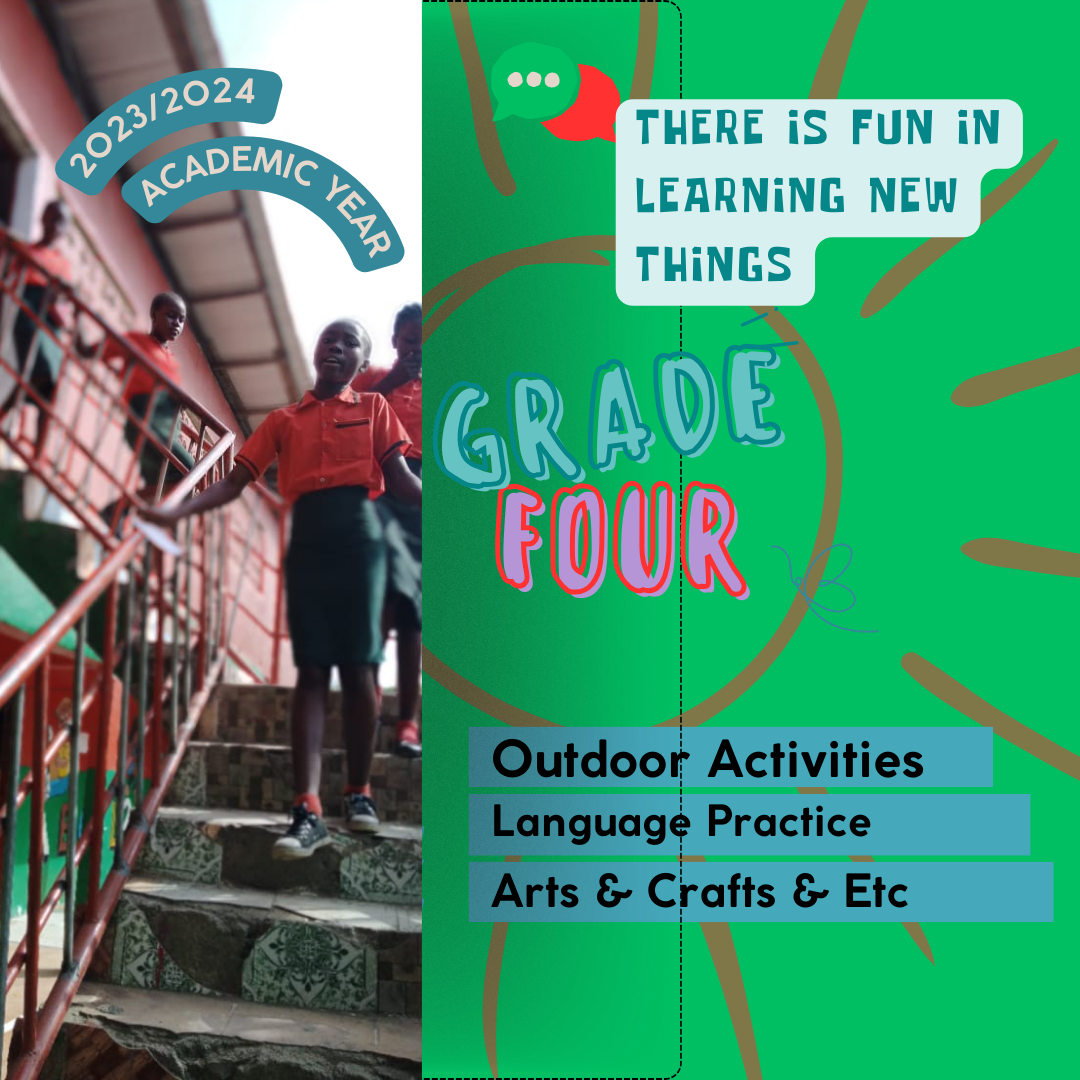 2023/2024
ACADEMIC YEAR
THERE iS FUN iN
LEARNiNG NEW
THiNGS
GRADE
FOUR
Outdoor Activities
Language Practice
Arts & Crafts & Etc